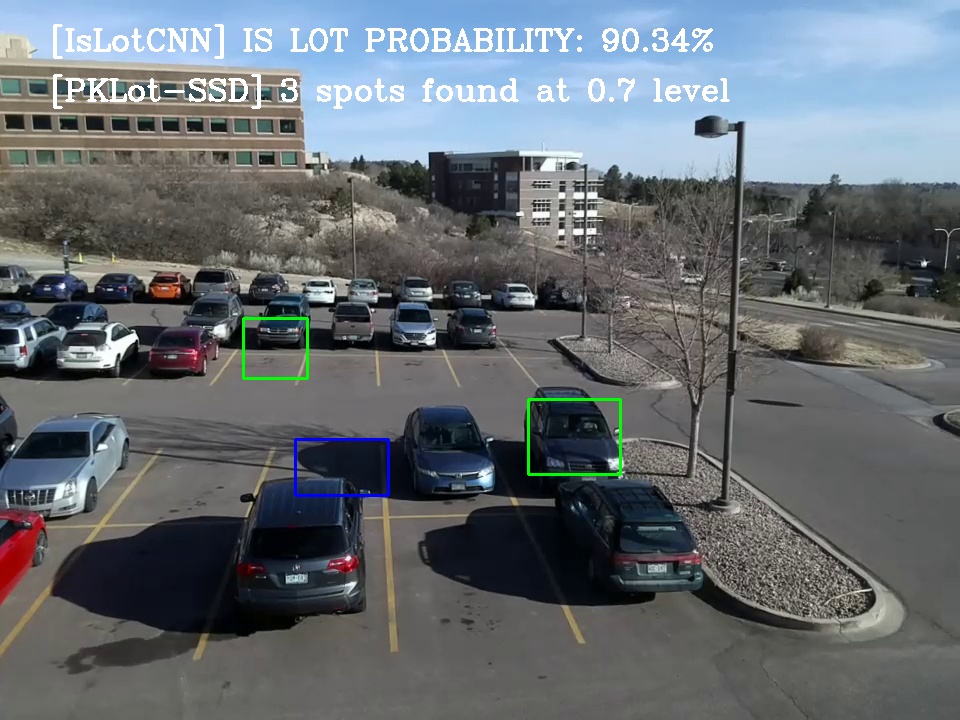 [IsLotCNN] IS LOT PROBABILITY: 90.34%
[PKLot-SSD] 3 spots found at 0.7 level